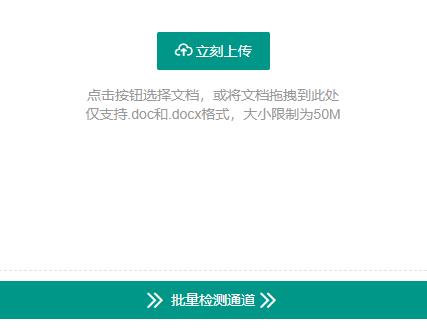 立刻上传
点击按钮选择文档，或将文档拖拽到此处
仅支持.doc和.docx格式，大小限制为50M
批量检测通道